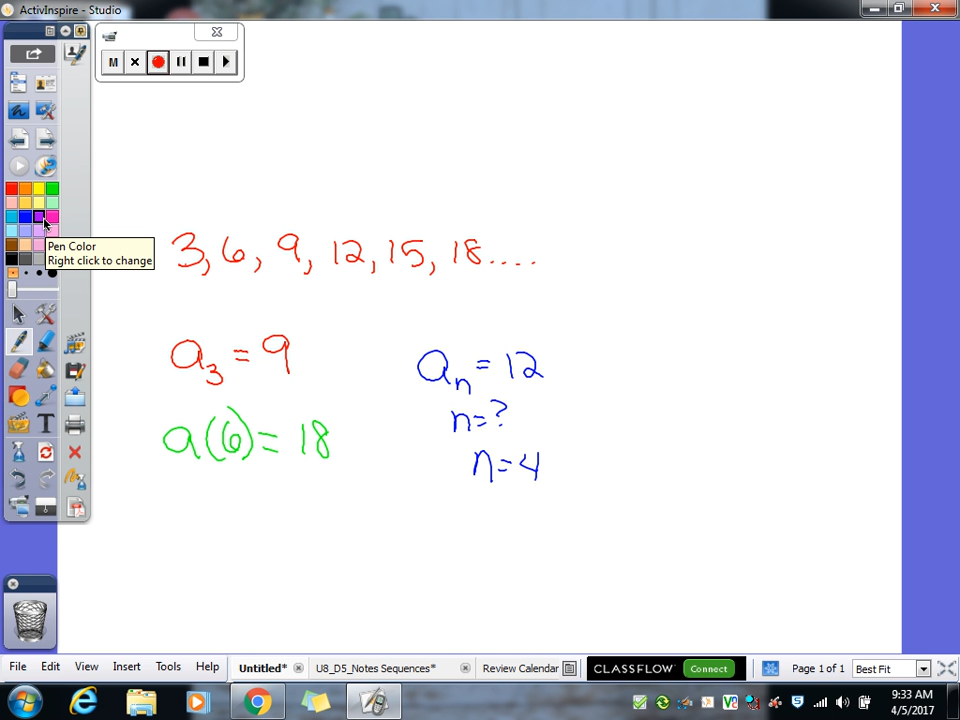 ActivInspire - Studio
M
Pen Color
Right click to change
3, 6, 9, 12, 15, 18....
a₃ = 9
a(6) = 18
aₙ = 12
n=?
n=4
T
File Edit View Insert Tools Help Untitled* U8_D5_Notes Sequences* Review Calendar CLASSFLOW Connect Page 1 of 1 Best Fit
9:33 AM
4/5/2017